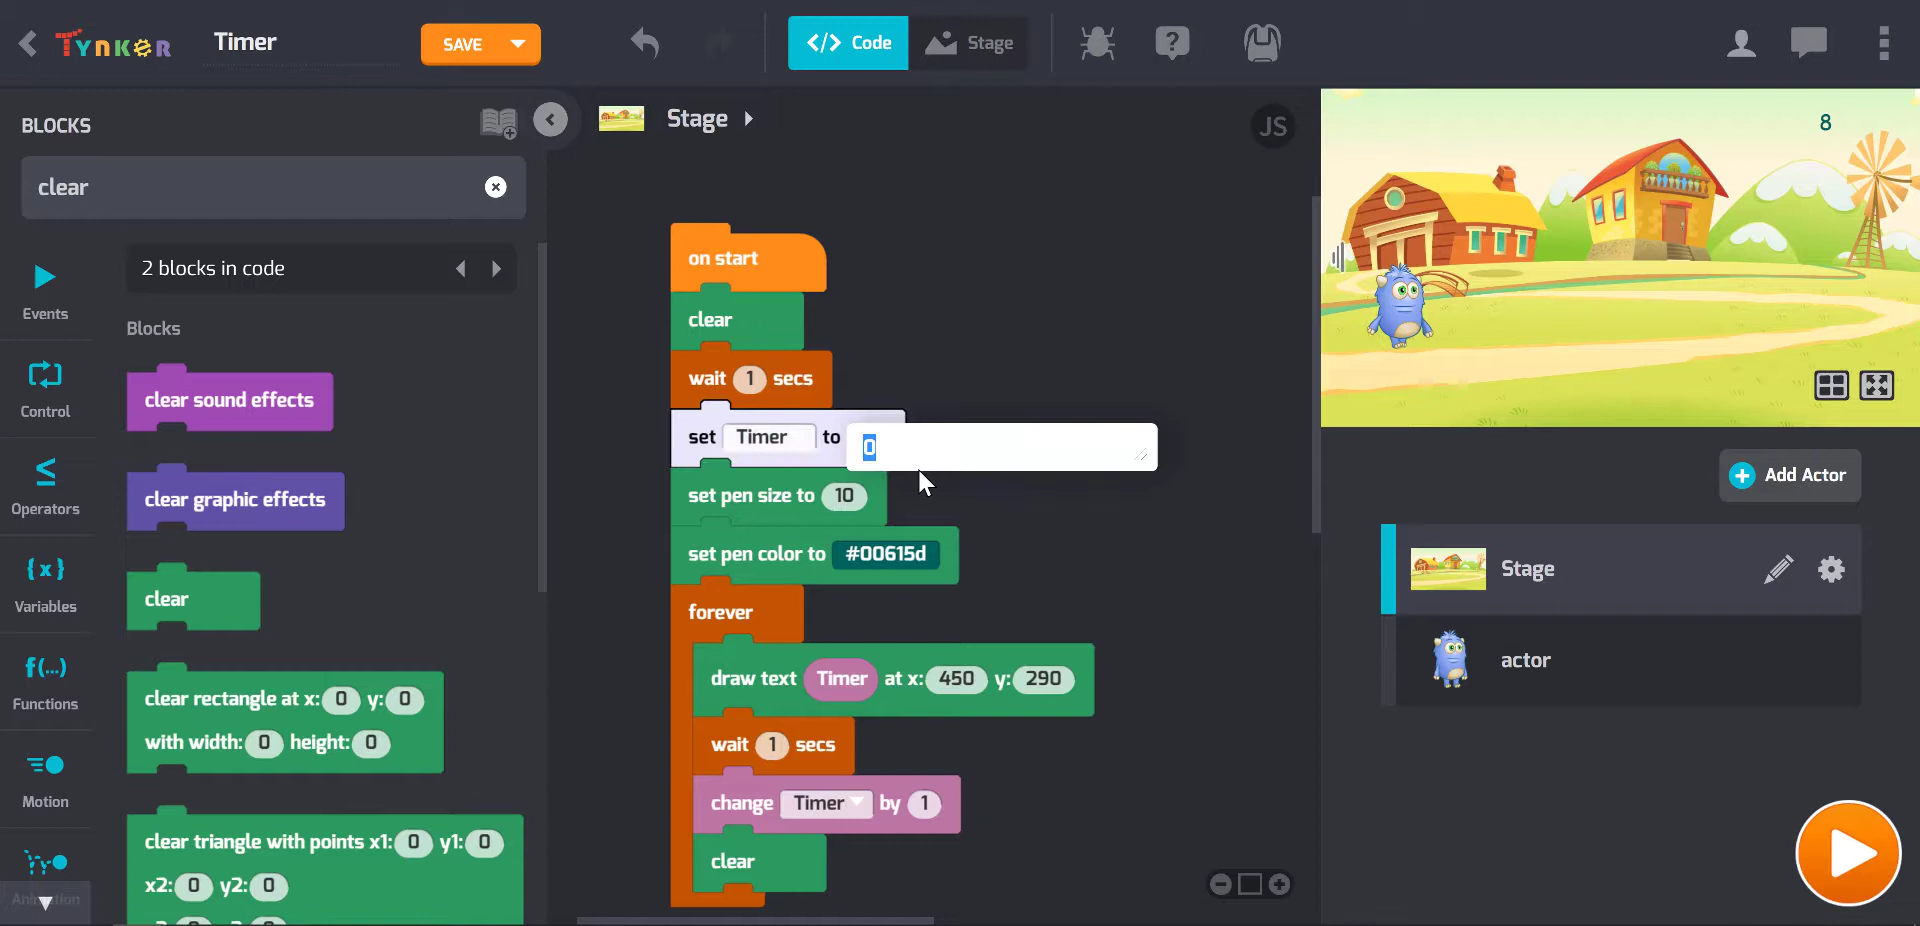 TYNKER
Timer
SAVE
</> Code
Stage
?
BLOCKS
Stage
JS
8
clear
2 blocks in code
Blocks
Events
Control
Operators
{x}
Variables
f(...)
Functions
Motion
Animation
clear sound effects
clear graphic effects
clear
clear rectangle at x: 0 y: 0
with width: 0 height: 0
clear triangle with points x1: 0 y1: 0
x2: 0 y2: 0
on start
clear
wait 1 secs
set Timer to 0
set pen size to 10
set pen color to #00615d
forever
draw text Timer at x: 450 y: 290
wait 1 secs
change Timer by 1
clear
Add Actor
Stage
actor